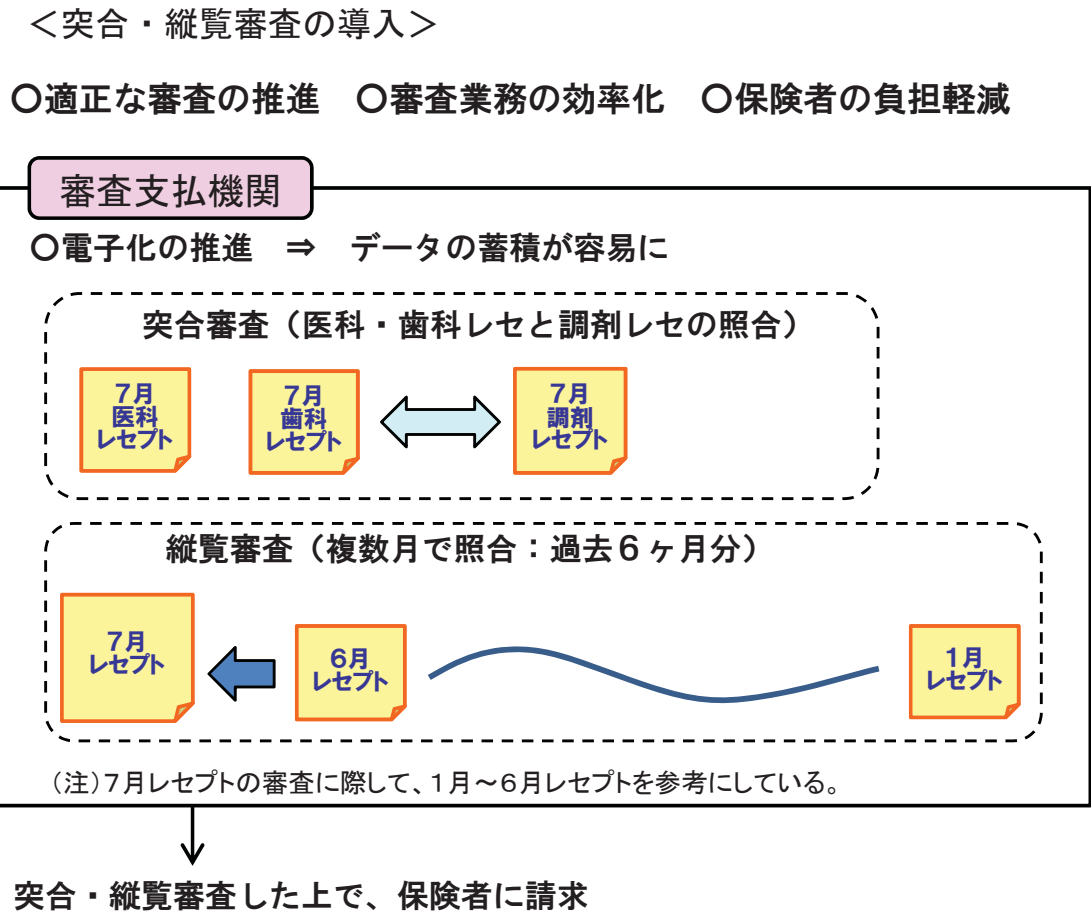 ＜突合・縦覧審査の導入＞
〇適正な審査の推進　〇審査業務の効率化　〇保険者の負担軽減
審査支払機関
〇電子化の推進　⇒　データの蓄積が容易に
突合審査（医科・歯科レセと調剤レセの照合）
7月
医科
レセプト
7月
歯科
レセプト
7月
調剤
レセプト
縦覧審査（複数月で照合：過去６ヶ月分）
7月
レセプト
6月
レセプト
1月
レセプト
（注）７月レセプトの審査に際して、１月～６月レセプトを参考にしている。
突合・縦覧審査した上で、保険者に請求